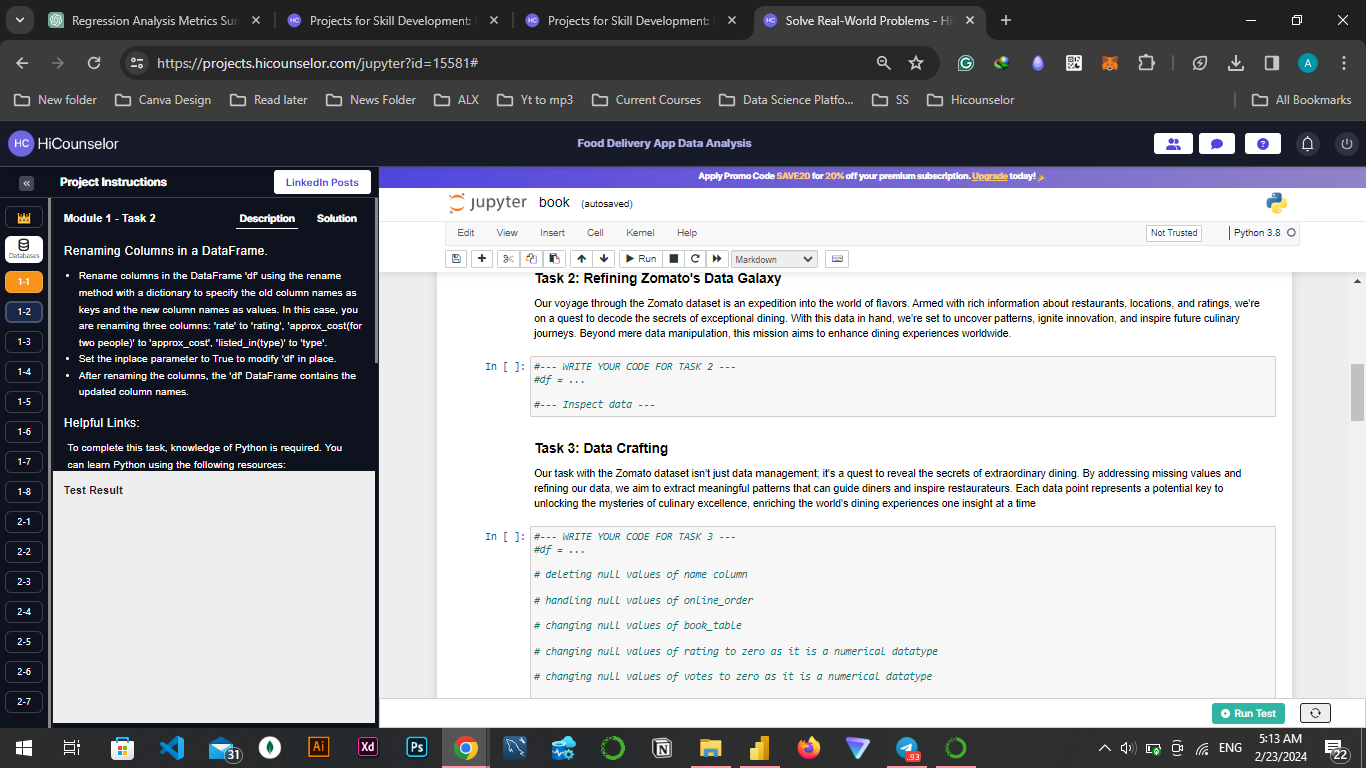 Regression Analysis Metrics Sum
Projects for Skill Development:
Projects for Skill Development:
Solve Real-World Problems - Hi
https://projects.hicounselor.com/jupyter?id=15581#
A
New folder
Canva Design
Read later
News Folder
ALX
Yt to mp3
Current Courses
Data Science Platfo...
SS
Hicounselor
All Bookmarks
HC HiCounselor
Food Delivery App Data Analysis
Project Instructions
LinkedIn Posts
Apply Promo Code SAVE20 for 20% off your premium subscription. Upgrade today!
Databases
1-1
1-2
1-3
1-4
1-5
1-6
1-7
1-8
2-1
2-2
2-3
2-4
2-5
2-6
2-7
Module 1 - Task 2
Description
Solution
Renaming Columns in a DataFrame.
• Rename columns in the DataFrame 'df' using the rename
method with a dictionary to specify the old column names as
keys and the new column names as values. In this case, you
are renaming three columns: 'rate' to 'rating', 'approx_cost(for
two people)' to 'approx_cost', 'listed_in(type)' to 'type'.
• Set the inplace parameter to True to modify 'df' in place.
• After renaming the columns, the 'df' DataFrame contains the
updated column names.
Helpful Links:
To complete this task, knowledge of Python is required. You
can learn Python using the following resources:
Test Result
jupyter book (autosaved)
Edit View Insert Cell Kernel Help
Not Trusted
Python 3.8
Run
Markdown
Task 2: Refining Zomato's Data Galaxy
Our voyage through the Zomato dataset is an expedition into the world of flavors. Armed with rich information about restaurants, locations, and ratings, we're
on a quest to decode the secrets of exceptional dining. With this data in hand, we're set to uncover patterns, ignite innovation, and inspire future culinary
journeys. Beyond mere data manipulation, this mission aims to enhance dining experiences worldwide.
In [ ]:
#--- WRITE YOUR CODE FOR TASK 2 ---
#df = ...
#--- Inspect data ---
Task 3: Data Crafting
Our task with the Zomato dataset isn't just data management; it's a quest to reveal the secrets of extraordinary dining. By addressing missing values and
refining our data, we aim to extract meaningful patterns that can guide diners and inspire restaurateurs. Each data point represents a potential key to
unlocking the mysteries of culinary excellence, enriching the world's dining experiences one insight at a time
In [ ]:
#--- WRITE YOUR CODE FOR TASK 3 ---
#df = ...
# deleting null values of name column
# handling null values of online_order
# changing null values of book_table
# changing null values of rating to zero as it is a numerical datatype
# changing null values of votes to zero as it is a numerical datatype
Run Test
31
Ai
Xd
Ps
93
ENG
5:13 AM
2/23/2024
22